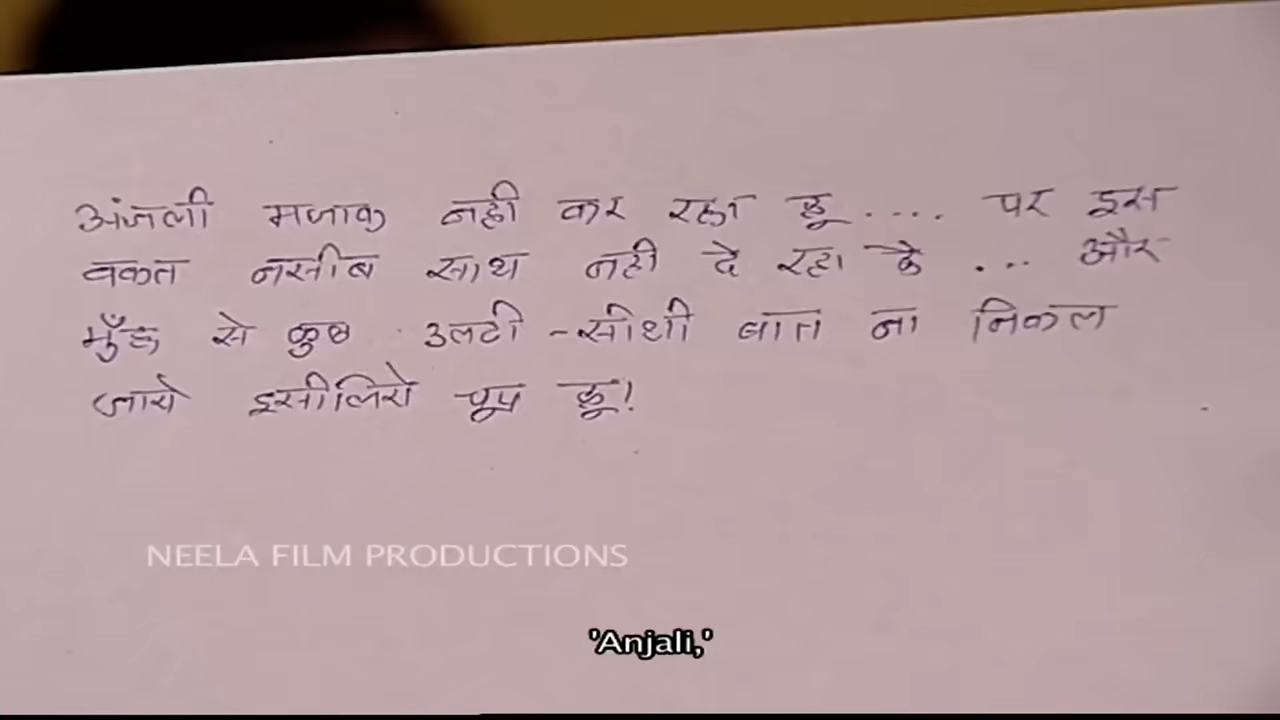 अंजली मजाक नही कर रहा हू.... पर इस
वकत नसीब साथ नही दे रहा है ... और
मुँह से कुछ उलटी -सीधी बात ना निकल
जाये इसीलिये चूप हू!
NEELA FILM PRODUCTIONS
'Anjali,'